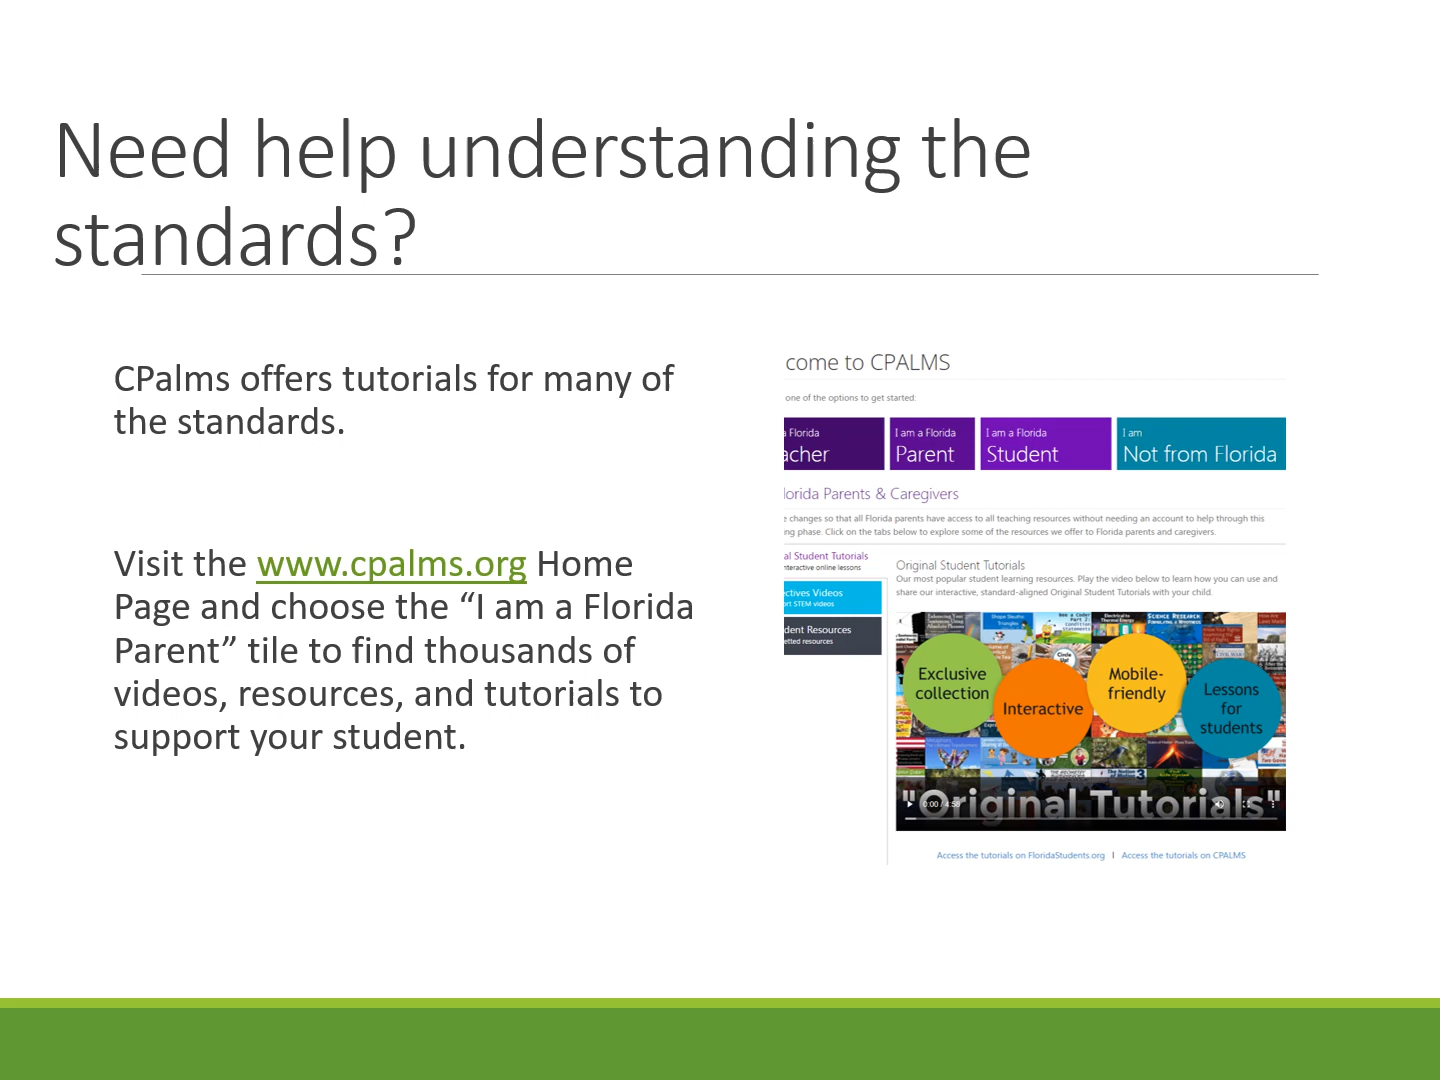 Need help understanding the
standards?
CPalms offers tutorials for many of
the standards.
Visit the www.cpalms.org Home
Page and choose the “I am a Florida
Parent” tile to find thousands of
videos, resources, and tutorials to
support your student.
come to CPALMS
one of the options to get started:
a Florida
acher
I am a Florida
Parent
I am a Florida
Student
I am
Not from Florida
lorida Parents & Caregivers
e changes so that all Florida parents have access to all teaching resources without needing an account to help through this
ng phase. Click on the tabs below to explore some of the resources we offer to Florida parents and caregivers.
al Student Tutorials
nteractive online lessons
ectives Videos
ort STEM videos
dent Resources
etted resources
Original Student Tutorials
Our most popular student learning resources. Play the video below to learn how you can use and
share our interactive, standard-aligned Original Student Tutorials with your child.
Exclusive
collection
Interactive
Mobile-
friendly
Lessons
for
students
"Original Tutorials"
0:00 / 4:58
Access the tutorials on FloridaStudents.org | Access the tutorials on CPALMS